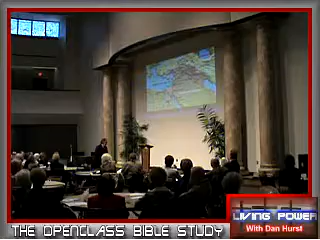 LIVING POWER
With Dan Hurst
THE OPENCLASS BIBLE STUDY